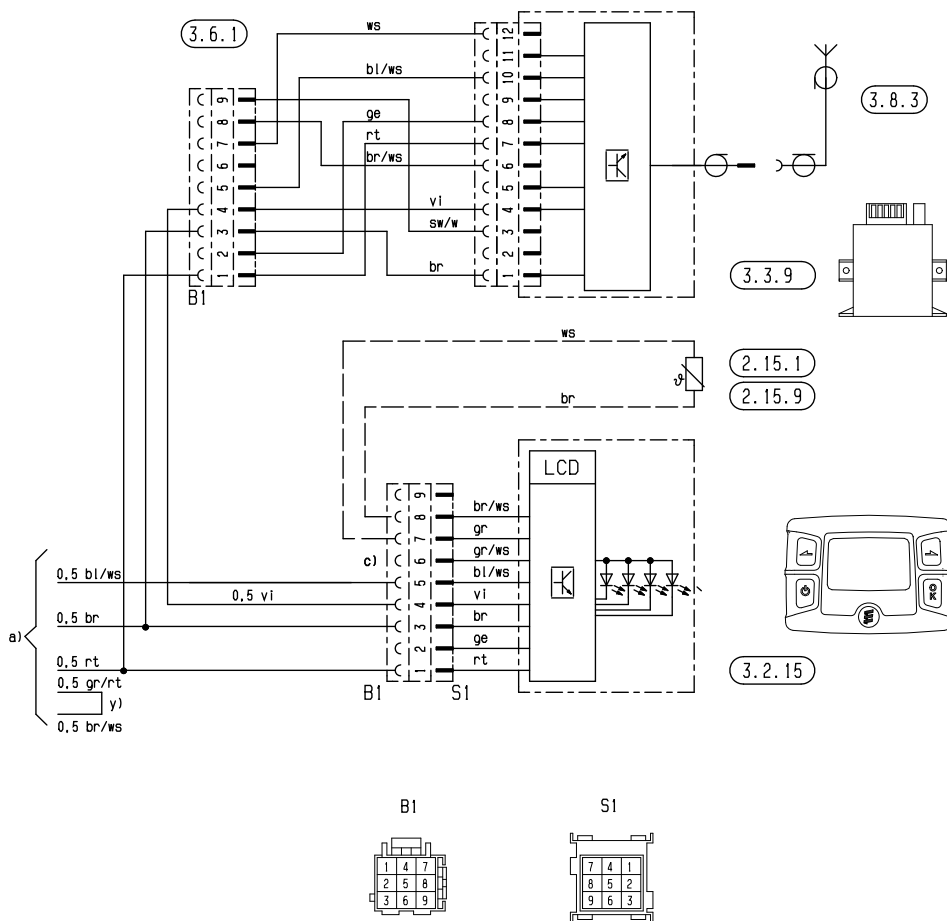 3.6.1
ws
12
11
bl/ws
10
9
9
8
ge
8
7
rt
7
6
br/ws
6
5
5
4
vi
4
3
sw/w
3
2
2
1
br
1
B1
3.8.3
3.3.9
ws
2.15.1
br
2.15.9
LCD
9
8
br/ws
7
gr
c)
6
gr/ws
0,5 bl/ws
5
bl/ws
0,5 vi
4
vi
a)
0,5 br
3
br
2
ge
0,5 rt
1
rt
0,5 gr/rt
B1
S1
3.2.15
y)
0,5 br/ws
OK
B1
S1
1 4 7
2 5 8
3 6 9
7 4 1
8 5 2
9 6 3